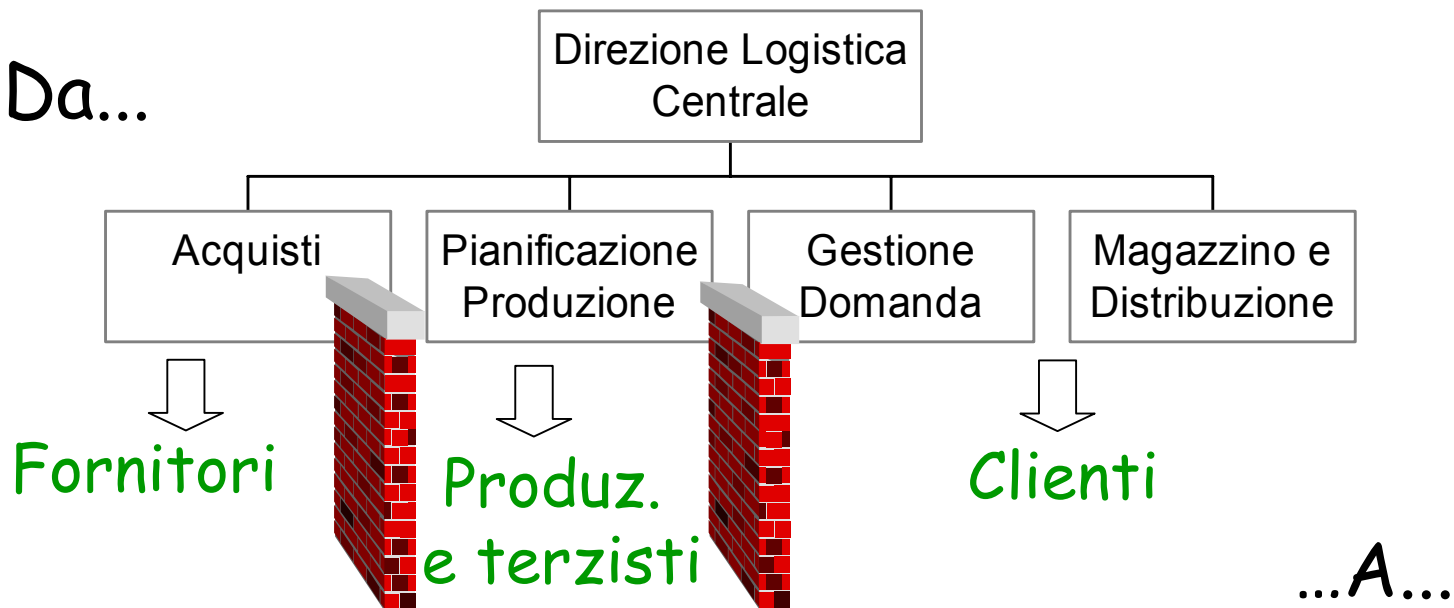 Da...
Direzione Logistica
Centrale
Acquisti
Pianificazione
Produzione
Gestione
Domanda
Magazzino e
Distribuzione
Fornitori
Produz.
e terzisti
Clienti
...A...